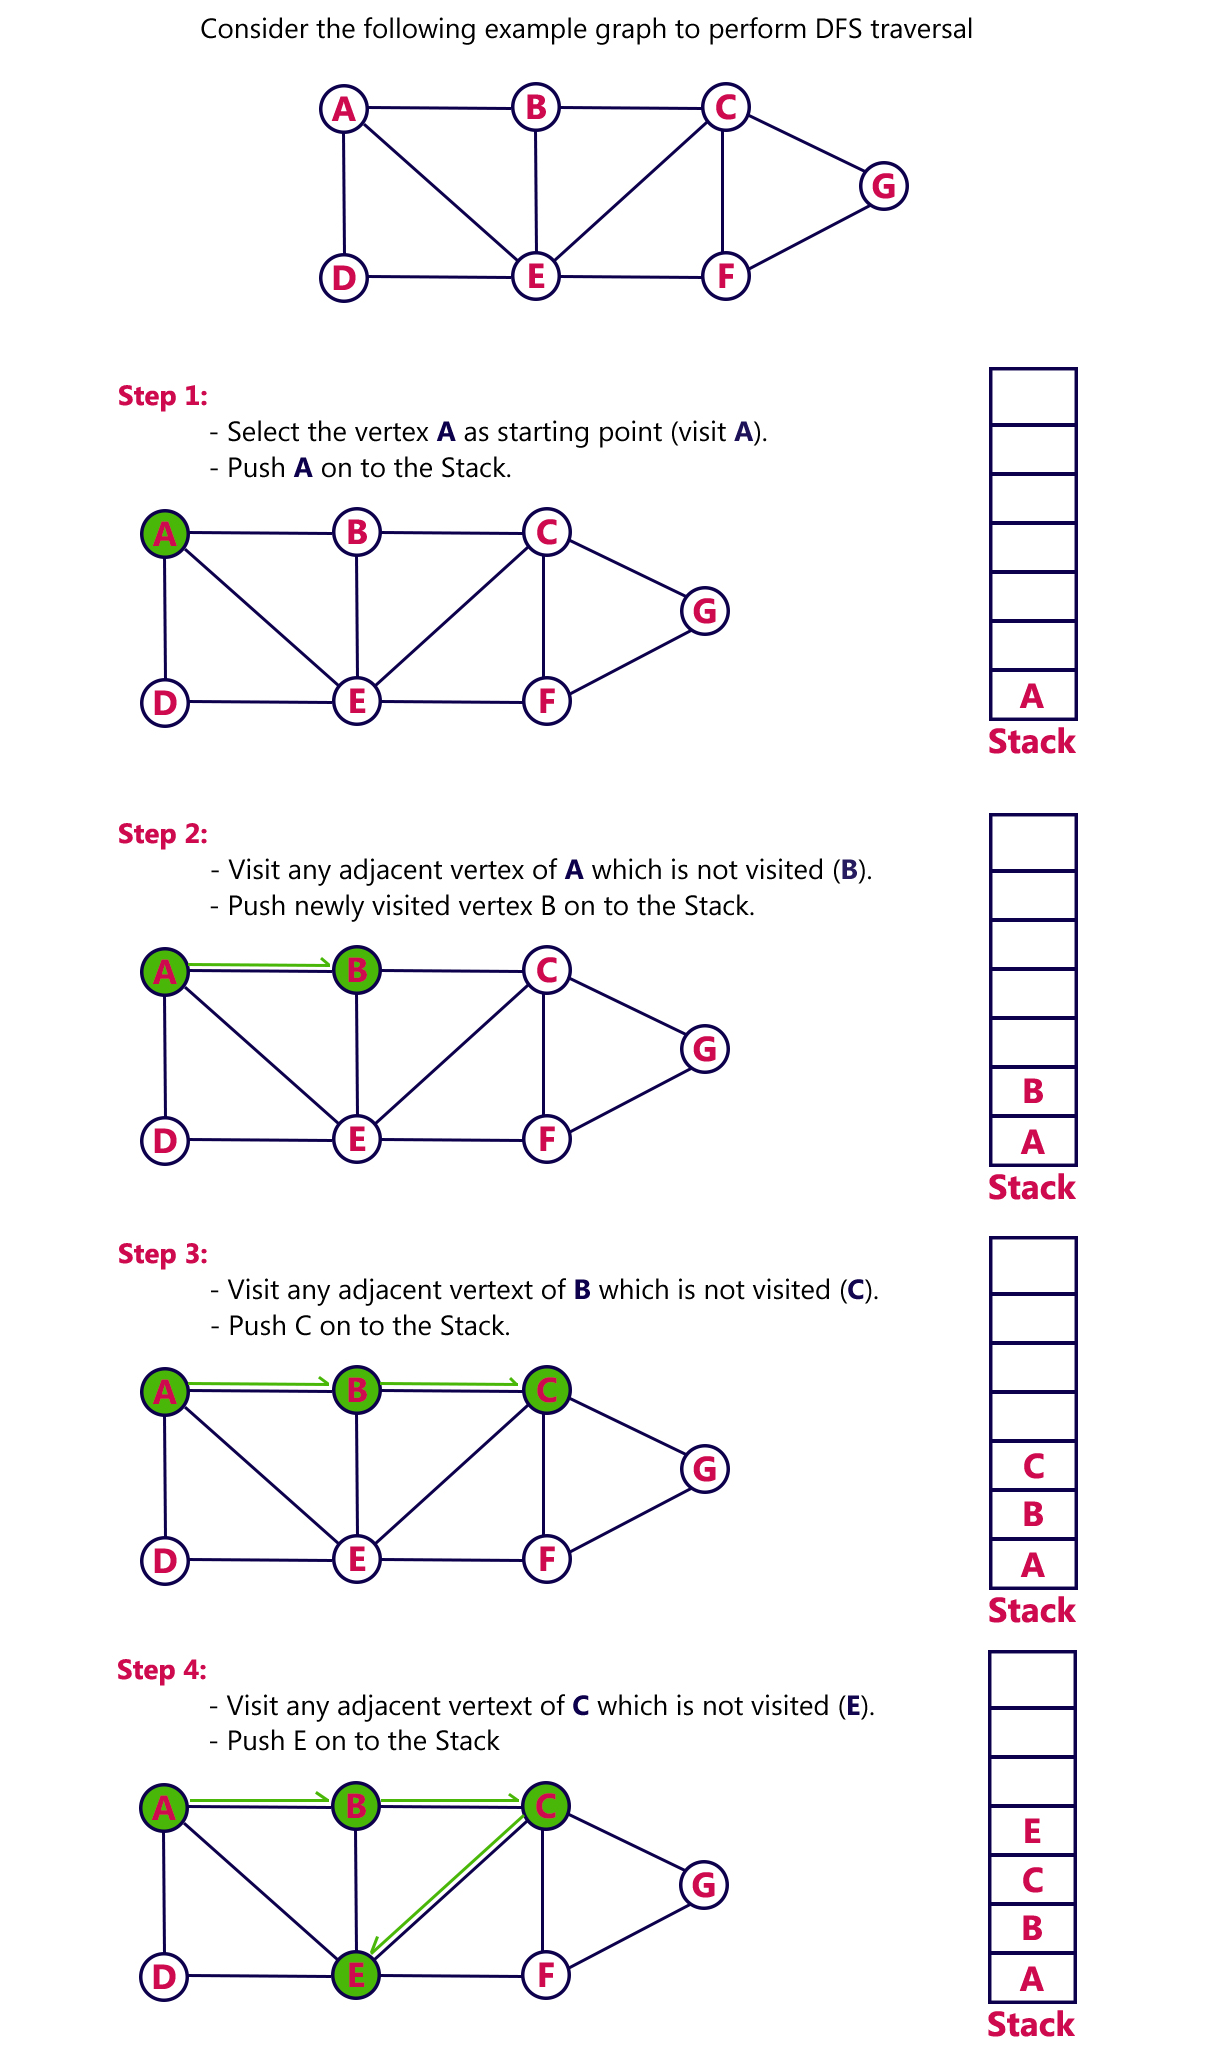 Consider the following example graph to perform DFS traversal
A B C
G
D E F
Step 1:
- Select the vertex A as starting point (visit A).
- Push A on to the Stack.
A B C
G
D E F
A
Stack
Step 2:
- Visit any adjacent vertex of A which is not visited (B).
- Push newly visited vertex B on to the Stack.
A B C
G
D E F
B
A
Stack
Step 3:
- Visit any adjacent vertext of B which is not visited (C).
- Push C on to the Stack.
A B C
G
D E F
C
B
A
Stack
Step 4:
- Visit any adjacent vertext of C which is not visited (E).
- Push E on to the Stack
A B C
G
D E F
E
C
B
A
Stack